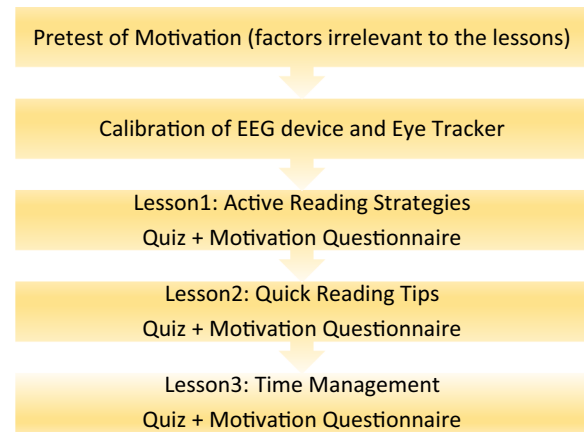 Pretest of Motivation (factors irrelevant to the lessons)
Calibration of EEG device and Eye Tracker
Lesson1: Active Reading Strategies
Quiz + Motivation Questionnaire
Lesson2: Quick Reading Tips
Quiz + Motivation Questionnaire
Lesson3: Time Management
Quiz + Motivation Questionnaire